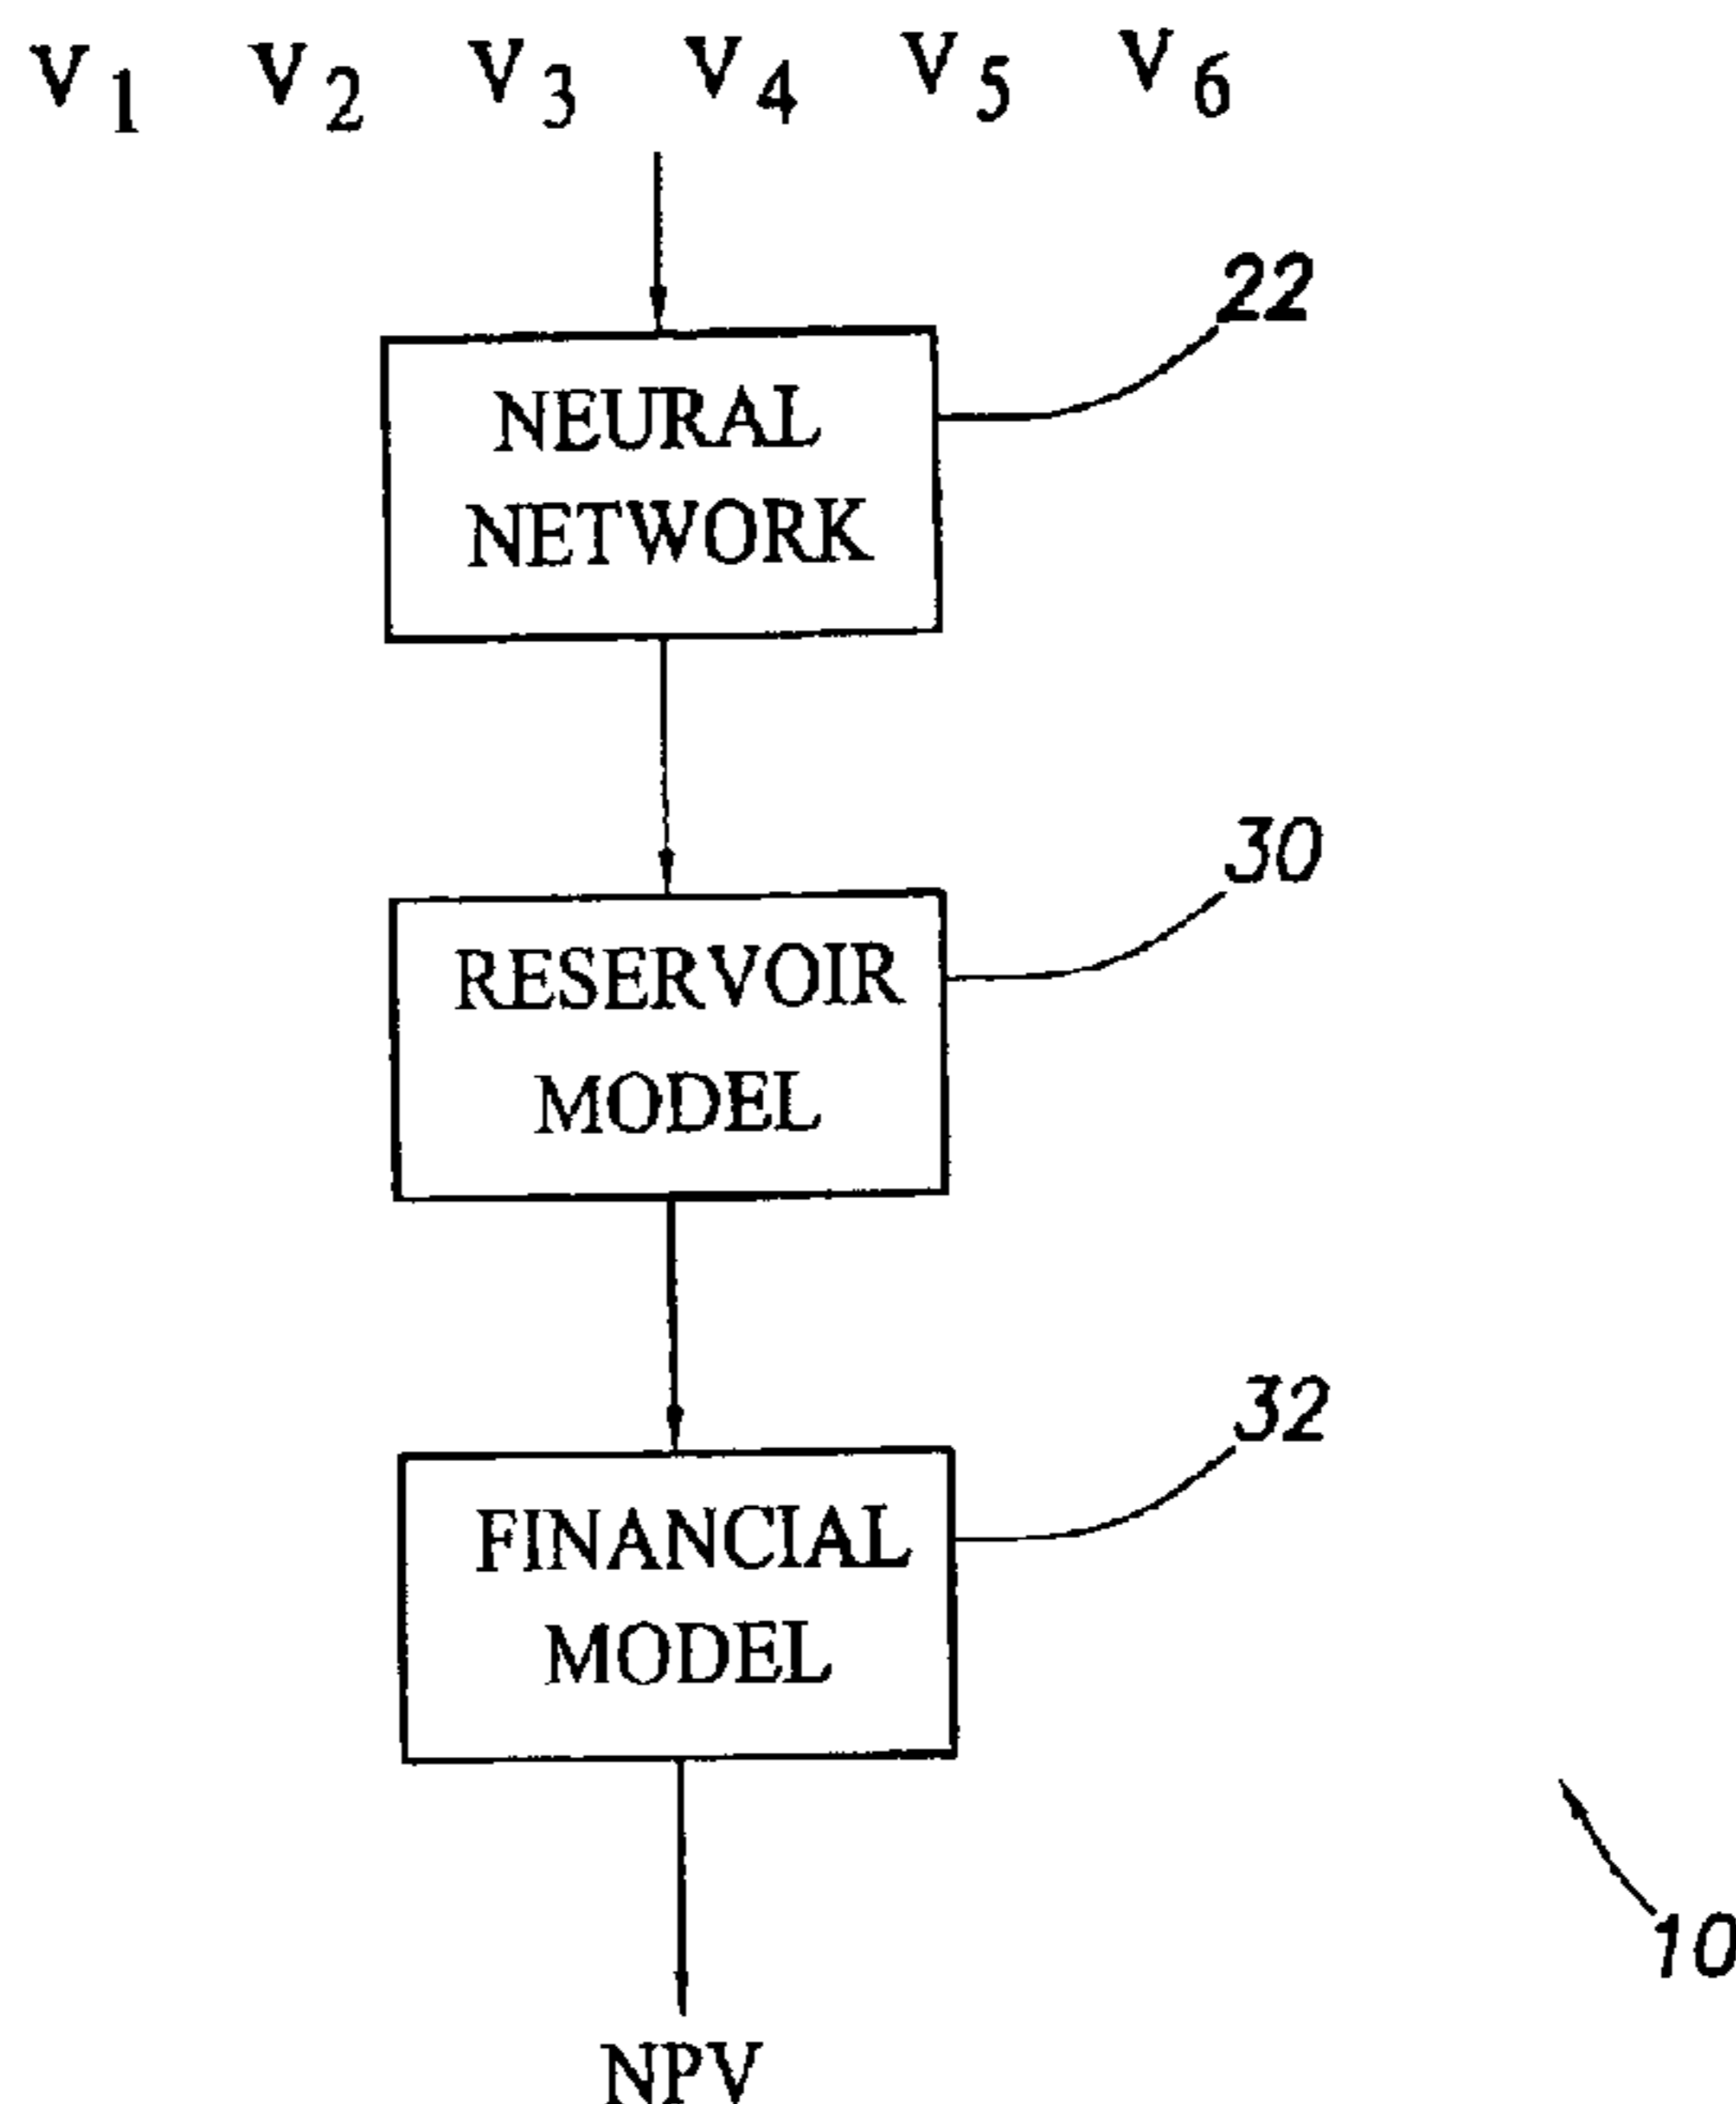 V1 V2 V3 V4 V5 V6
22
NEURAL
NETWORK
30
RESERVOIR
MODEL
32
FINANCIAL
MODEL
10
NPV